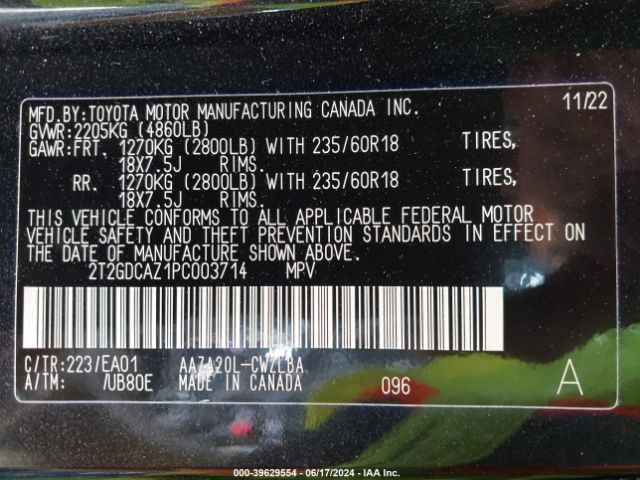 MFD.BY:TOYOTA MOTOR MANUFACTURING CANADA INC. 11/22
GVWR:2205KG (4860LB)
GAWR:FRT. 1270KG (2800LB) WITH 235/60R18 TIRES,
18X7.5J RIMS.
RR. 1270KG (2800LB) WITH 235/60R18 TIRES,
18X7.5J RIMS.
THIS VEHICLE CONFORMS TO ALL APPLICABLE FEDERAL MOTOR
VEHICLE SAFETY AND THEFT PREVENTION STANDARDS IN EFFECT ON
THE DATE OF MANUFACTURE SHOWN ABOVE.
2T2GDCAZ1PC003714 MPV
C/TR:223/EA01 AAZA20L-CWZLBA
A/TM: /UB80E MADE IN CANADA 096 A
000-39629554 - 06/17/2024 - IAA Inc.